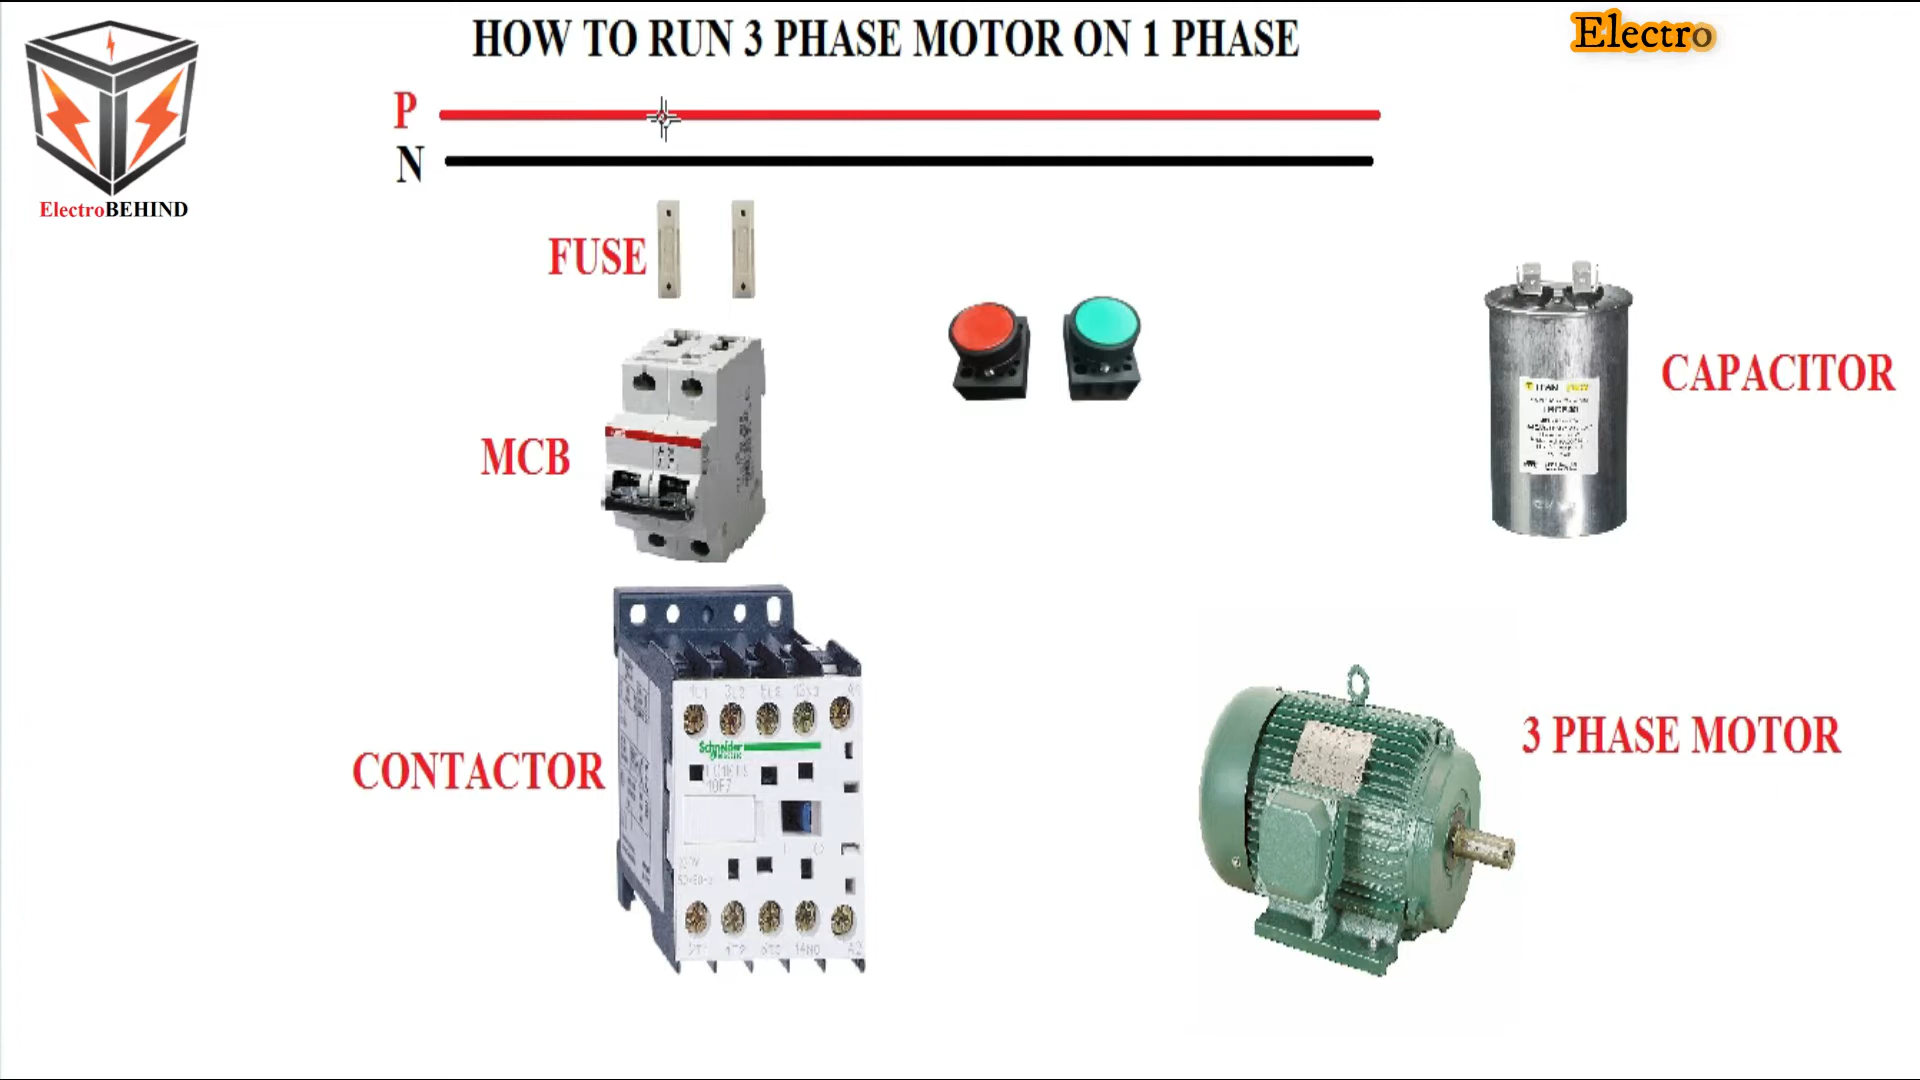 HOW TO RUN 3 PHASE MOTOR ON 1 PHASE
Electro
P
N
ElectroBEHIND
FUSE
CAPACITOR
MCB
3 PHASE MOTOR
CONTACTOR
Schneider